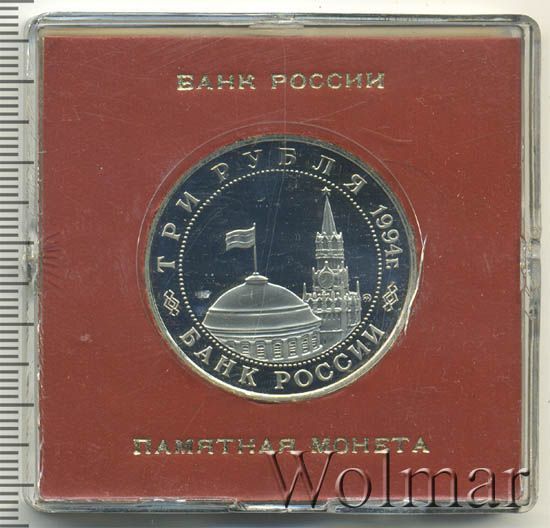 БАНК РОССИИ
ТРИ РУБЛЯ 1994г.
БАНК РОССИИ
ПАМЯТНАЯ МОНЕТА
Wolmar